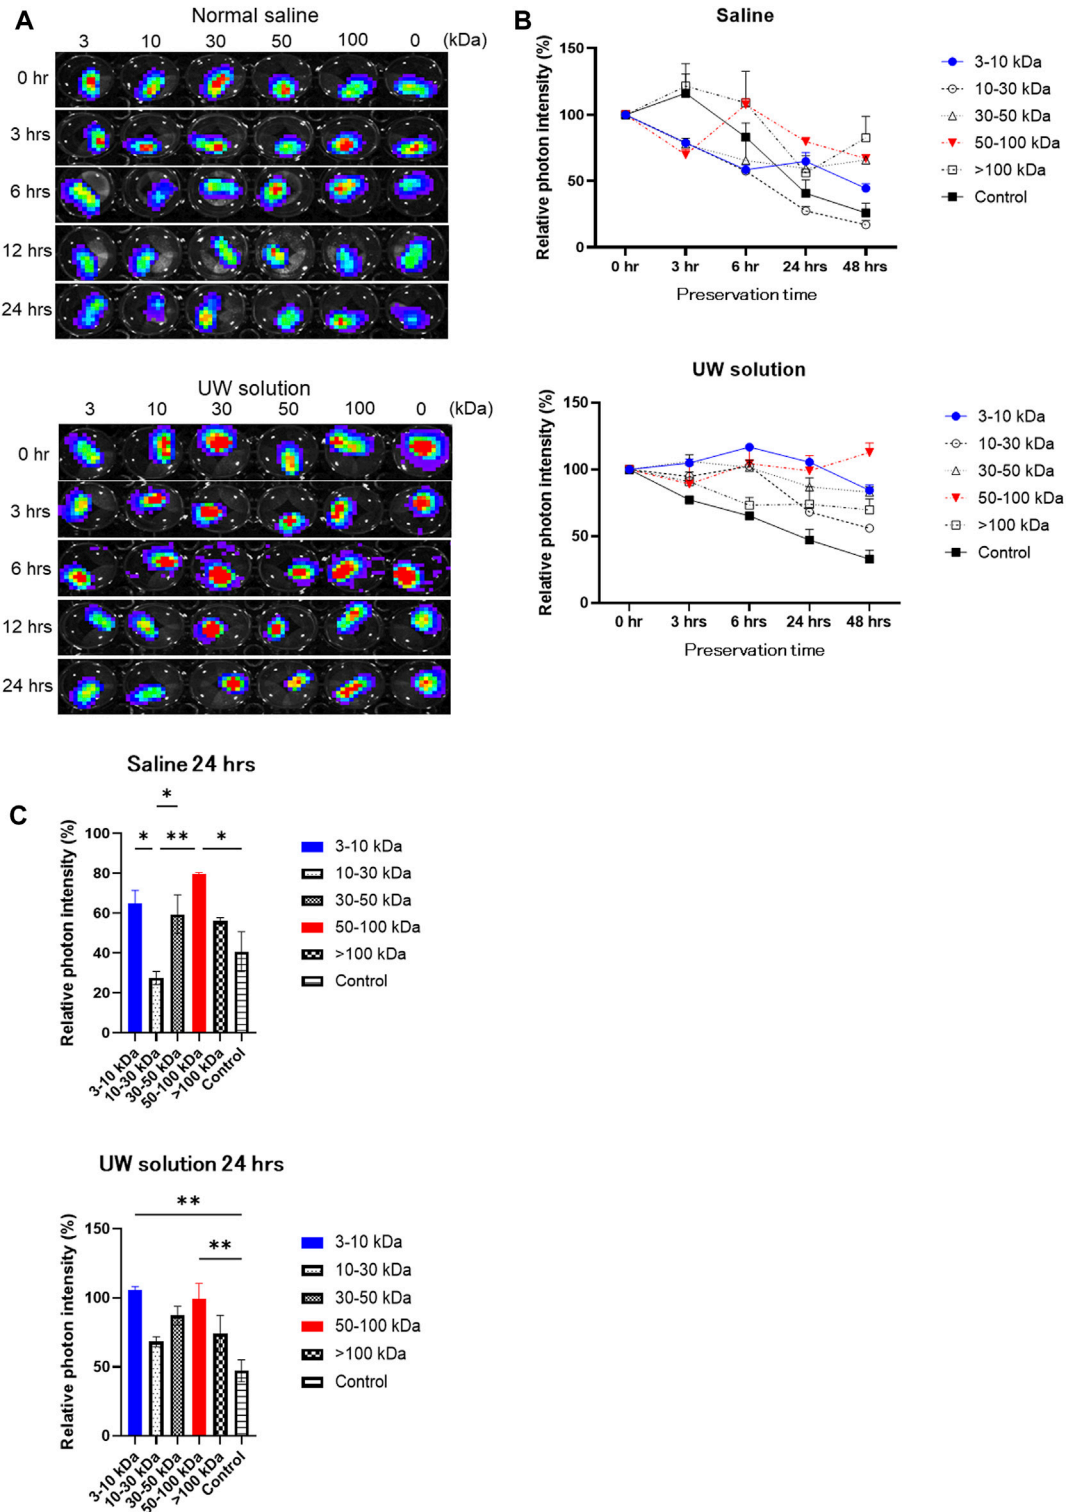 A
Normal saline
3 10 30 50 100 0 (kDa)
0 hr
3 hrs
6 hrs
12 hrs
24 hrs
UW solution
3 10 30 50 100 0 (kDa)
0 hr
3 hrs
6 hrs
12 hrs
24 hrs
B
Saline
Relative photon intensity (%)
150
100
50
0
0 hr 3 hr 6 hr 24 hrs 48 hrs
Preservation time
3-10 kDa
10-30 kDa
30-50 kDa
50-100 kDa
>100 kDa
Control
UW solution
Relative photon intensity (%)
150
100
50
0
0 hr 3 hrs 6 hrs 24 hrs 48 hrs
Preservation time
3-10 kDa
10-30 kDa
30-50 kDa
50-100 kDa
>100 kDa
Control
C
Saline 24 hrs
*
* ** *
Relative photon intensity (%)
100
80
60
40
20
0
3-10 kDa
10-30 kDa
30-50 kDa
50-100 kDa
>100 kDa
Control
3-10 kDa
10-30 kDa
30-50 kDa
50-100 kDa
>100 kDa
Control
UW solution 24 hrs
**
**
Relative photon intensity (%)
150
100
50
0
3-10 kDa
10-30 kDa
30-50 kDa
50-100 kDa
>100 kDa
Control
3-10 kDa
10-30 kDa
30-50 kDa
50-100 kDa
>100 kDa
Control